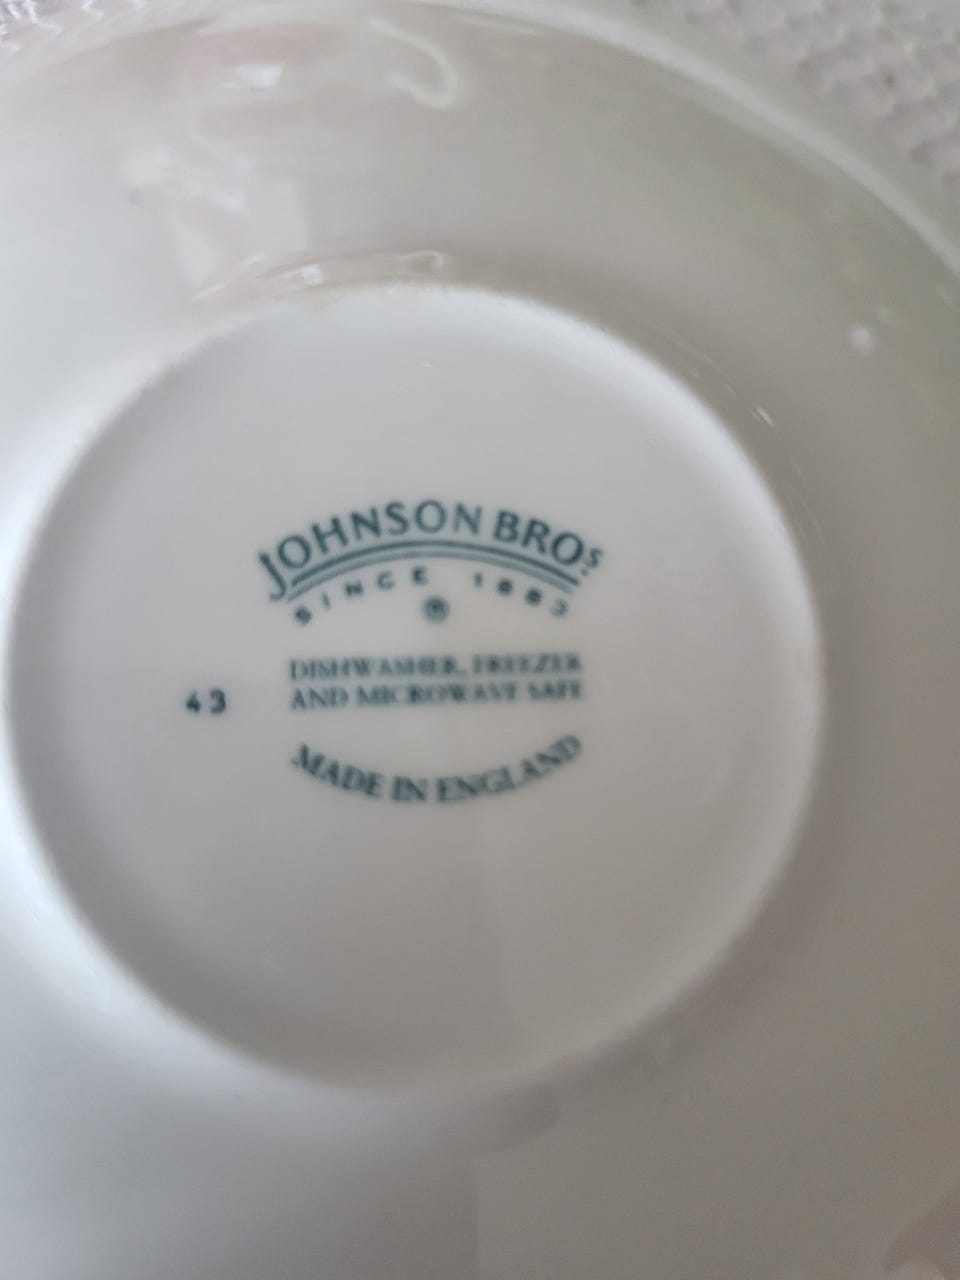 JOHNSON BROS
SINCE 1883
®
DISHWASHER, FREEZER
AND MICROWAVE SAFE
43
MADE IN ENGLAND